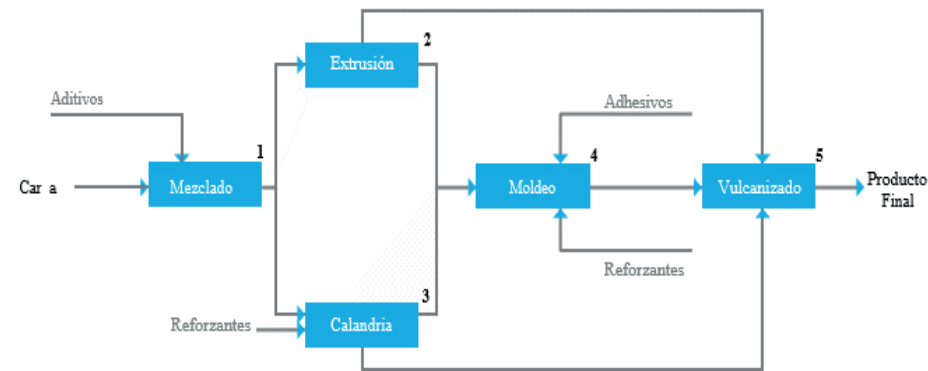 2
Extrusión
Aditivos
Adhesivos
1
4
5
Car a
Mezclado
Moldeo
Vulcanizado
Producto
Final
Reforzantes
3
Reforzantes
Calandria